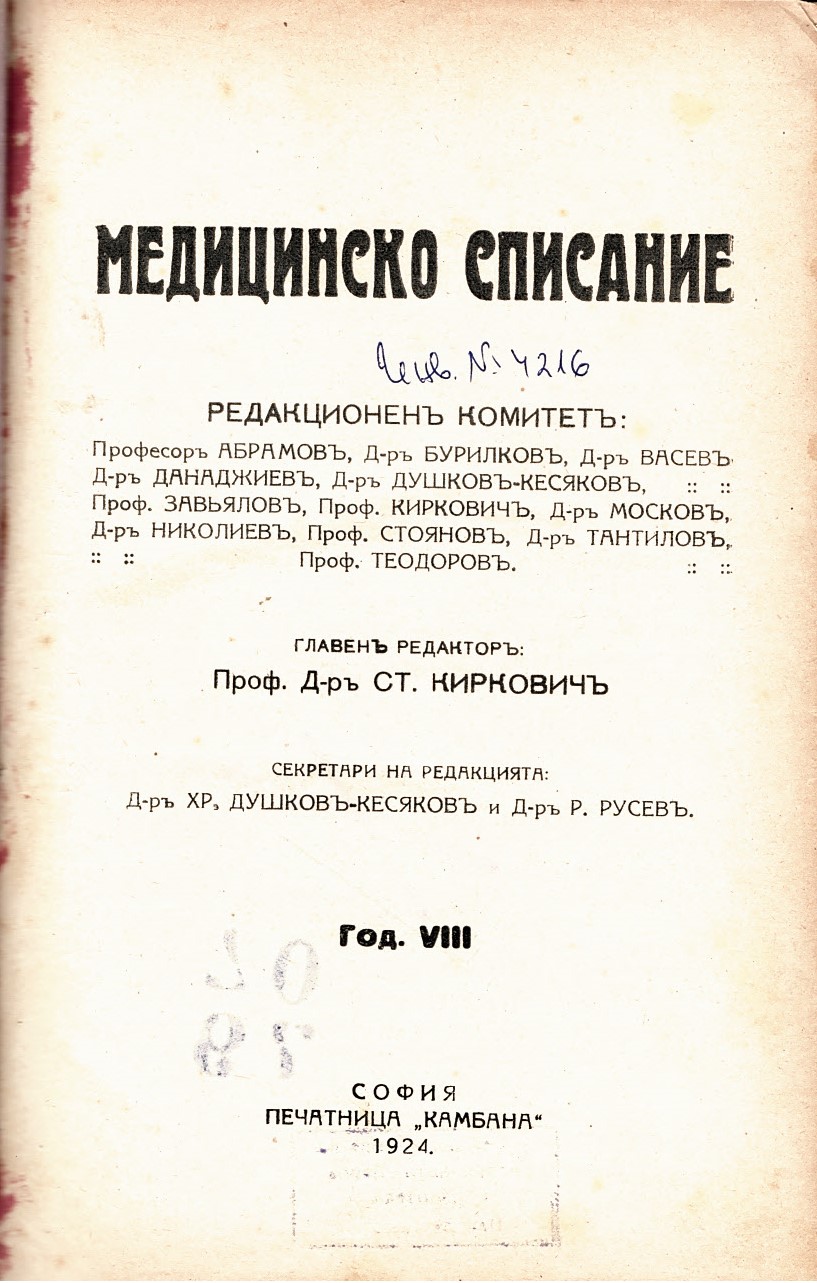 МЕДИЦИНСКО СПИСАНИЕ
Инв. № 4216
РЕДАКЦИОНЕНЪ КОМИТЕТЪ:
Професоръ АБРАМОВЪ, Д-ръ БУРИЛКОВЪ, Д-ръ ВАСЕВЪ
Д-ръ ДАНАДЖИЕВЪ, Д-ръ ДУШКОВЪ-КЕСЯКОВЪ, :: ::
Проф. ЗАВЬЯЛОВЪ, Проф. КИРКОВИЧЪ, Д-ръ МОСКОВЪ,
Д-ръ НИКОЛИЕВЪ, Проф. СТОЯНОВЪ, Д-ръ ТАНТИЛОВЪ,
:: :: Проф. ТЕОДОРОВЪ. :: ::
ГЛАВЕНЪ РЕДАКТОРЪ:
Проф. Д-ръ СТ. КИРКОВИЧЪ
СЕКРЕТАРИ НА РЕДАКЦИЯТА:
Д-ръ ХР, ДУШКОВЪ-КЕСЯКОВЪ и Д-ръ Р. РУСЕВЪ.
Год. VIII
СОФИЯ
ПЕЧАТНИЦА „КАМБАНА“
1924.